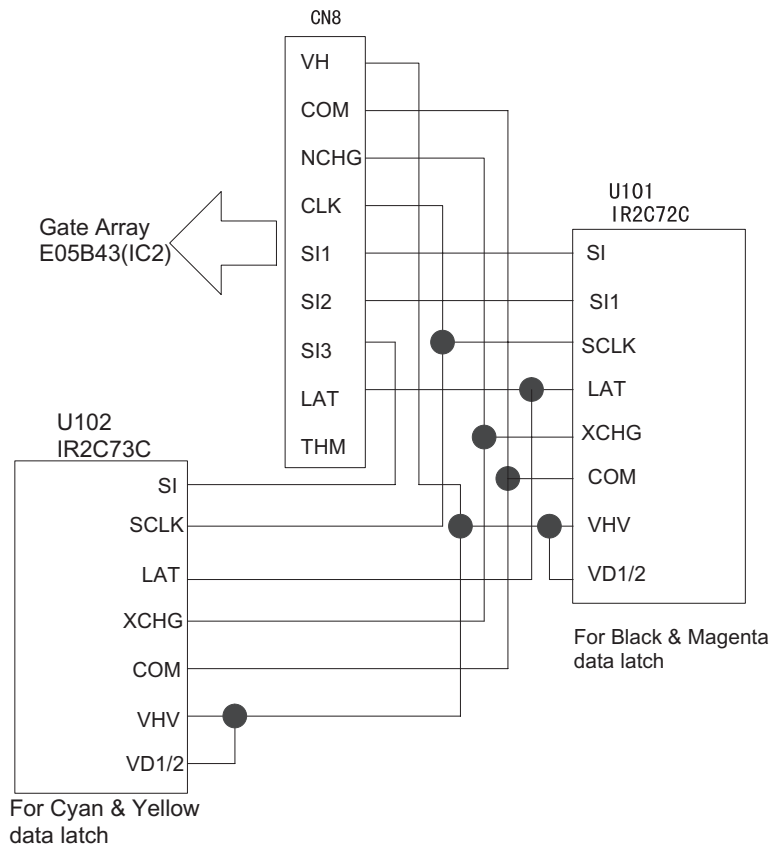 CN8
VH
COM
NCHG
CLK
SI1
SI2
SI3
LAT
THM
Gate Array
E05B43(IC2)
U101
IR2C72C
SI
SI1
SCLK
LAT
XCHG
COM
VHV
VD1/2
For Black & Magenta
data latch
U102
IR2C73C
SI
SCLK
LAT
XCHG
COM
VHV
VD1/2
For Cyan & Yellow
data latch